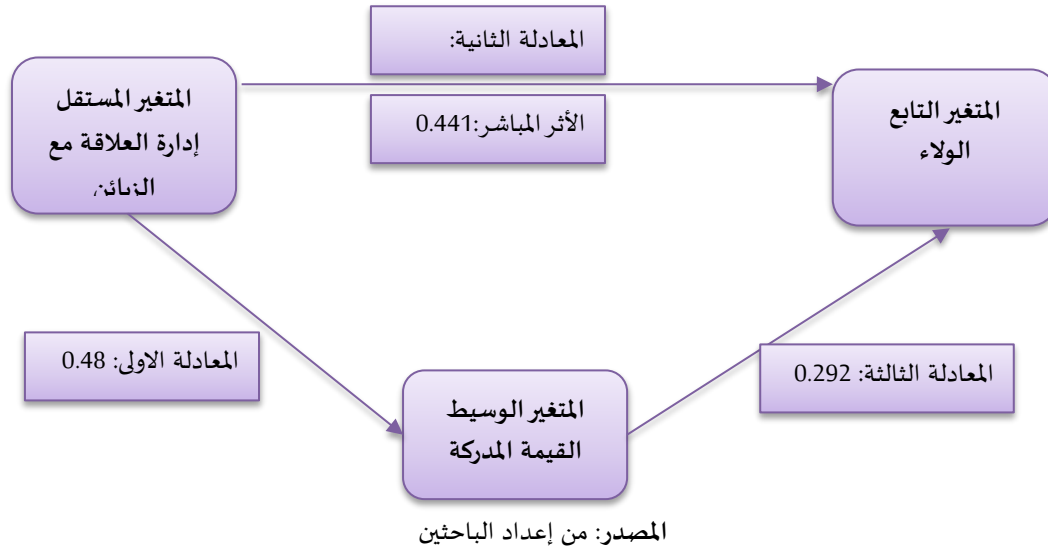 المعادلة الثانية:
المتغير المستقل
إدارة العلاقة مع
الزبائن
الأثر المباشر:0.441
المتغير التابع
الولاء
المعادلة الاولى: 0.48
المعادلة الثالثة: 0.292
المتغير الوسيط
القيمة المدركة
المصدر: من إعداد الباحثين